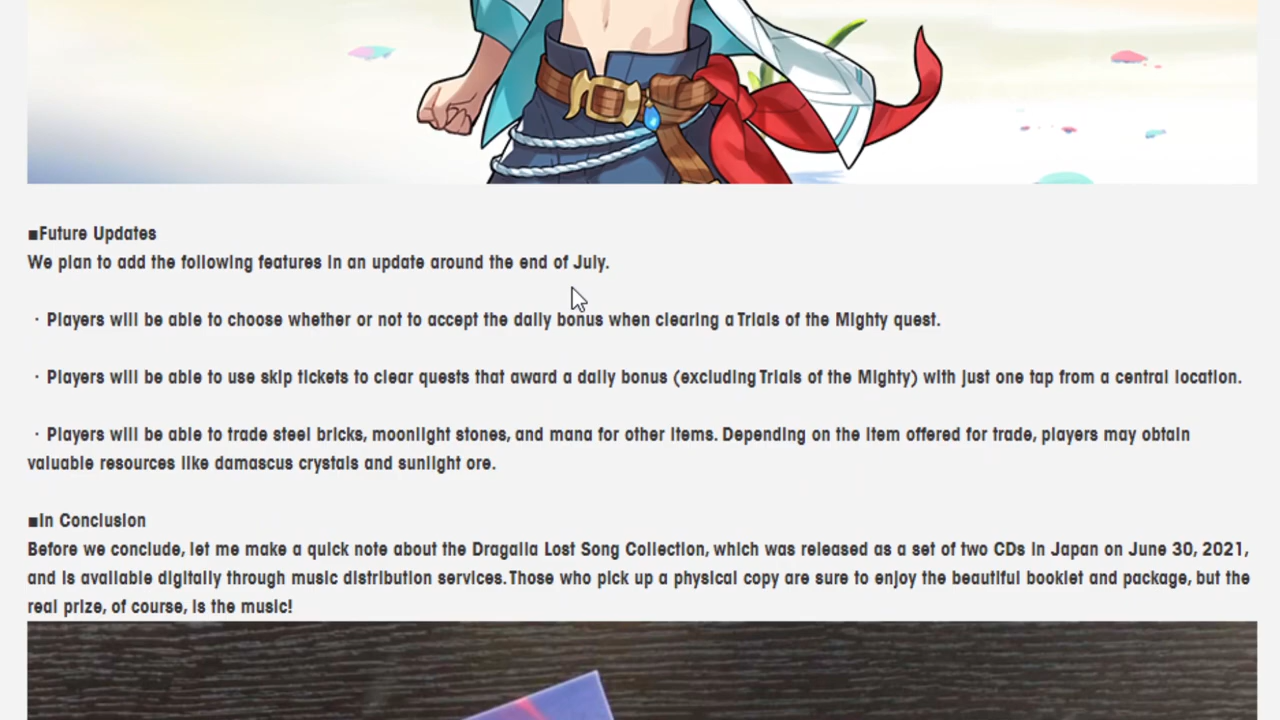 ■Future Updates
We plan to add the following features in an update around the end of July.
・Players will be able to choose whether or not to accept the daily bonus when clearing a Trials of the Mighty quest.
・Players will be able to use skip tickets to clear quests that award a daily bonus (excluding Trials of the Mighty) with just one tap from a central location.
・Players will be able to trade steel bricks, moonlight stones, and mana for other items. Depending on the item offered for trade, players may obtain
valuable resources like damascus crystals and sunlight ore.
■In Conclusion
Before we conclude, let me make a quick note about the Dragalia Lost Song Collection, which was released as a set of two CDs in Japan on June 30, 2021,
and is available digitally through music distribution services. Those who pick up a physical copy are sure to enjoy the beautiful booklet and package, but the
real prize, of course, is the music!